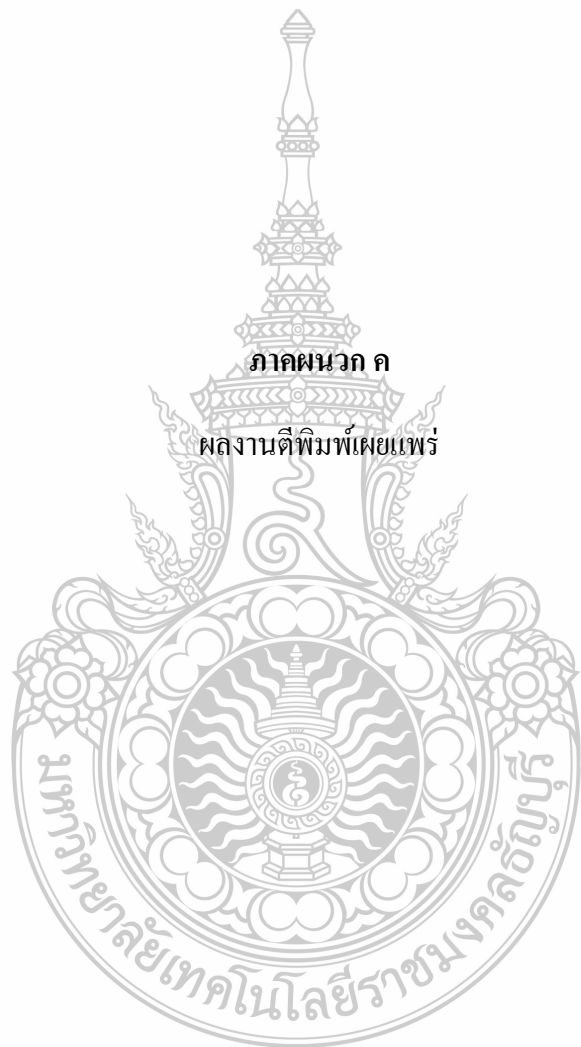 ภาคผนวก ค
ผลงานตีพิมพ์เผยแพร่
มหาวิทยาลัยเทคโนโลยีราชมงคลธัญบุรี